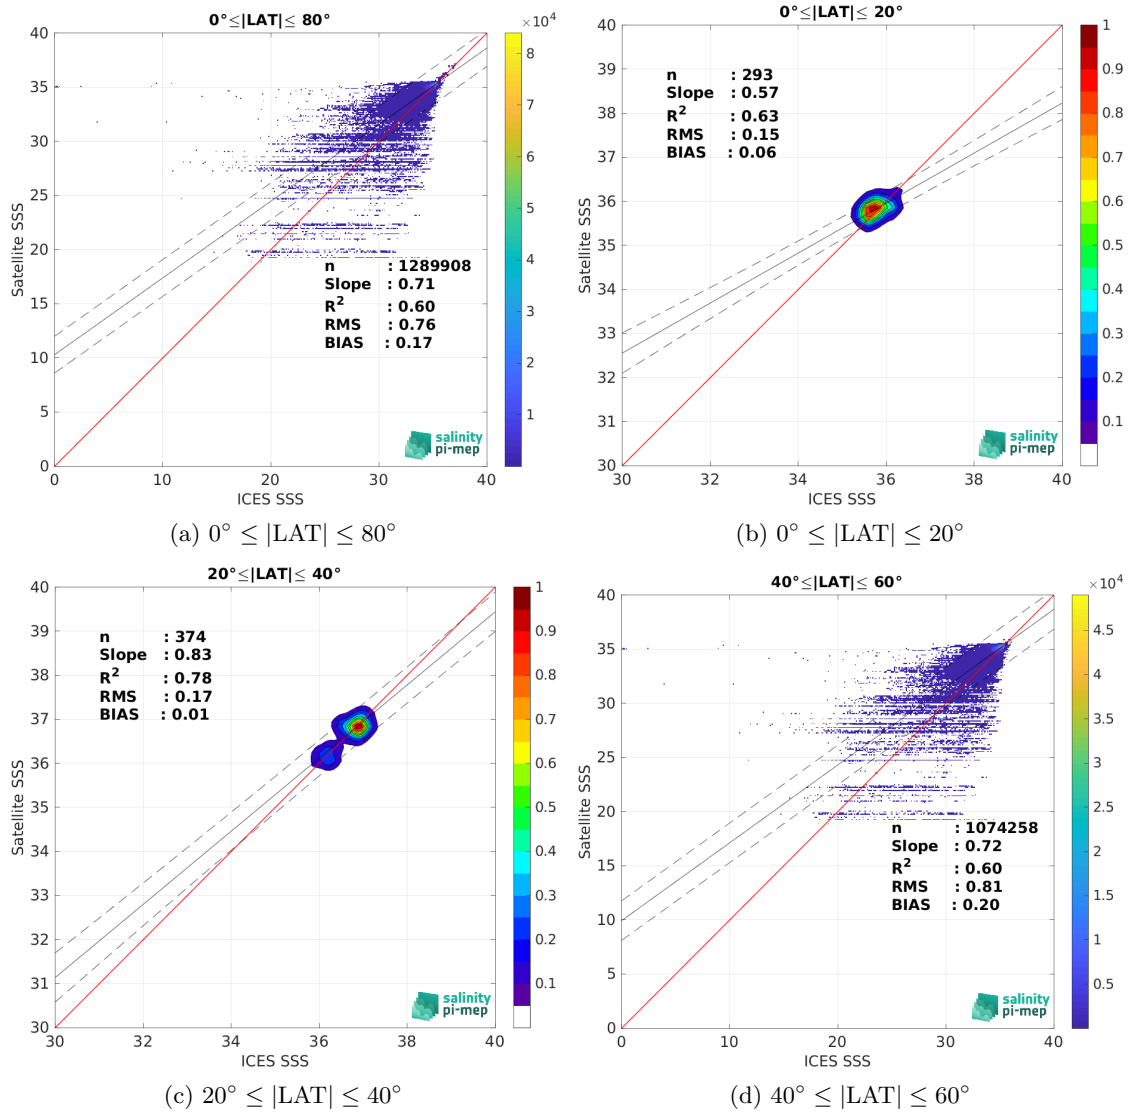 0°≤|LAT|≤ 80°
×10⁴
40
35
30
25
20
15
10
5
0
0
10
20
30
40
8
7
6
5
4
3
2
1
Satellite SSS
ICES SSS
n : 1289908
Slope : 0.71
R² : 0.60
RMS : 0.76
BIAS : 0.17
salinity
pi-mep
(a) 0° ≤ |LAT| ≤ 80°
0°≤|LAT|≤ 20°
40
39
38
37
36
35
34
33
32
31
30
30
32
34
36
38
40
1
0.9
0.8
0.7
0.6
0.5
0.4
0.3
0.2
0.1
Satellite SSS
ICES SSS
n : 293
Slope : 0.57
R² : 0.63
RMS : 0.15
BIAS : 0.06
salinity
pi-mep
(b) 0° ≤ |LAT| ≤ 20°
20°≤|LAT|≤ 40°
40
39
38
37
36
35
34
33
32
31
30
30
32
34
36
38
40
1
0.9
0.8
0.7
0.6
0.5
0.4
0.3
0.2
0.1
Satellite SSS
ICES SSS
n : 374
Slope : 0.83
R² : 0.78
RMS : 0.17
BIAS : 0.01
salinity
pi-mep
(c) 20° ≤ |LAT| ≤ 40°
40°≤|LAT|≤ 60°
×10⁴
40
35
30
25
20
15
10
5
0
0
10
20
30
40
4.5
4
3.5
3
2.5
2
1.5
1
0.5
Satellite SSS
ICES SSS
n : 1074258
Slope : 0.72
R² : 0.60
RMS : 0.81
BIAS : 0.20
salinity
pi-mep
(d) 40° ≤ |LAT| ≤ 60°